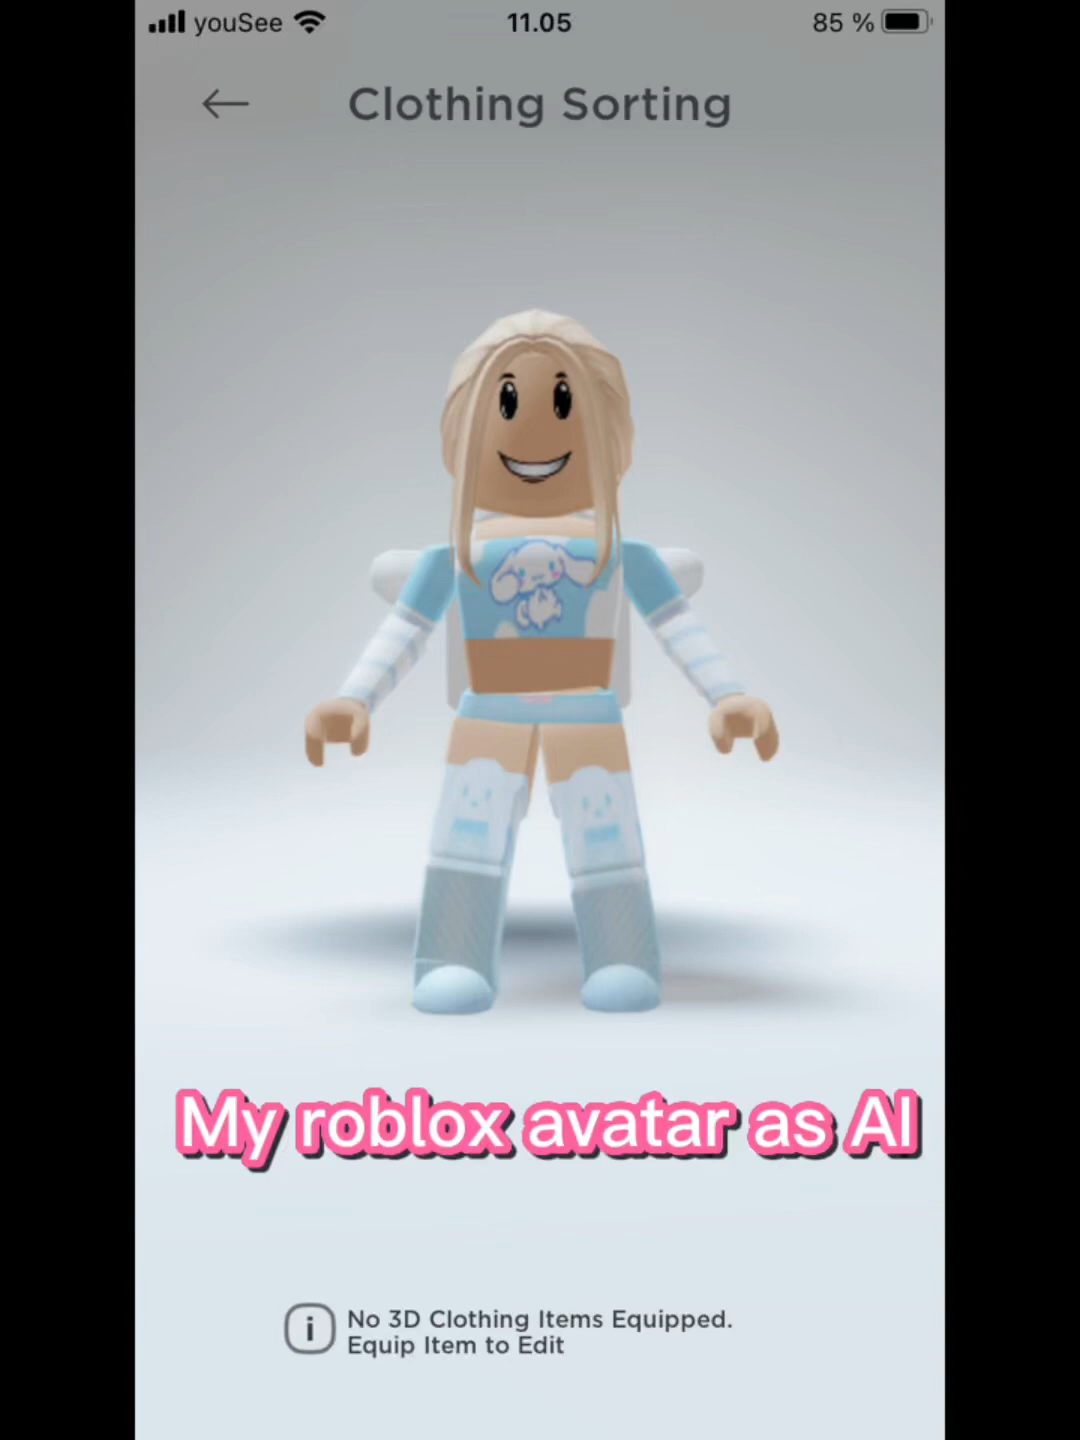 youSee 11.05 85 %
Clothing Sorting
My roblox avatar as AI
No 3D Clothing Items Equipped.
Equip Item to Edit